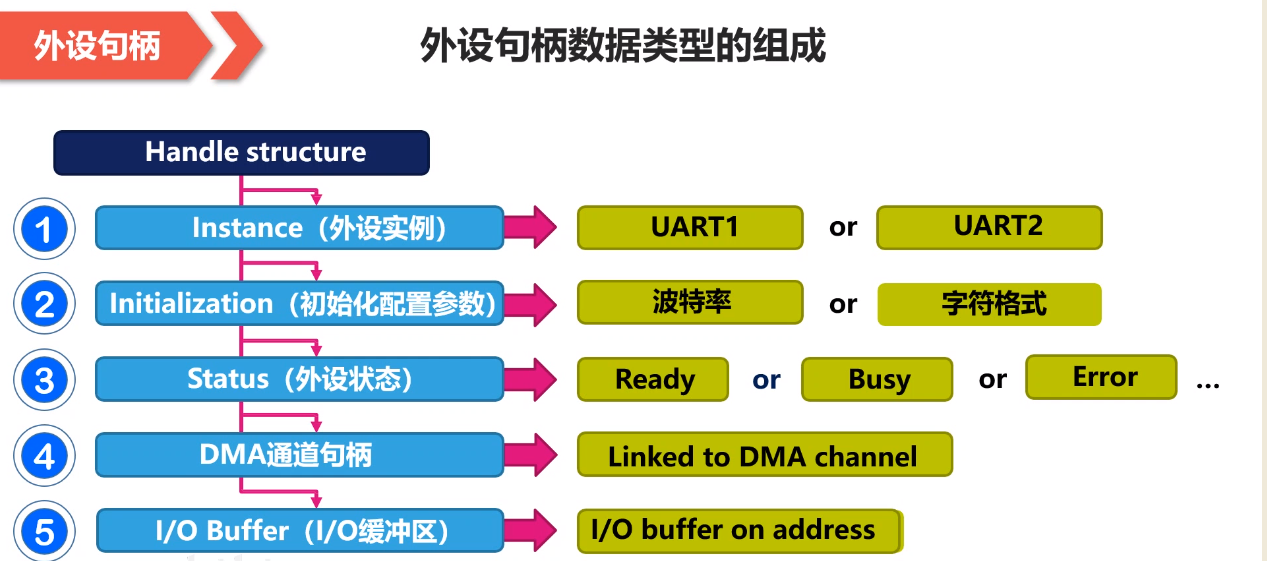 外设句柄
外设句柄数据类型的组成
Handle structure
1 Instance（外设实例） UART1 or UART2
2 Initialization（初始化配置参数） 波特率 or 字符格式
3 Status（外设状态） Ready or Busy or Error ...
4 DMA通道句柄 Linked to DMA channel
5 I/O Buffer（I/O缓冲区） I/O buffer on address